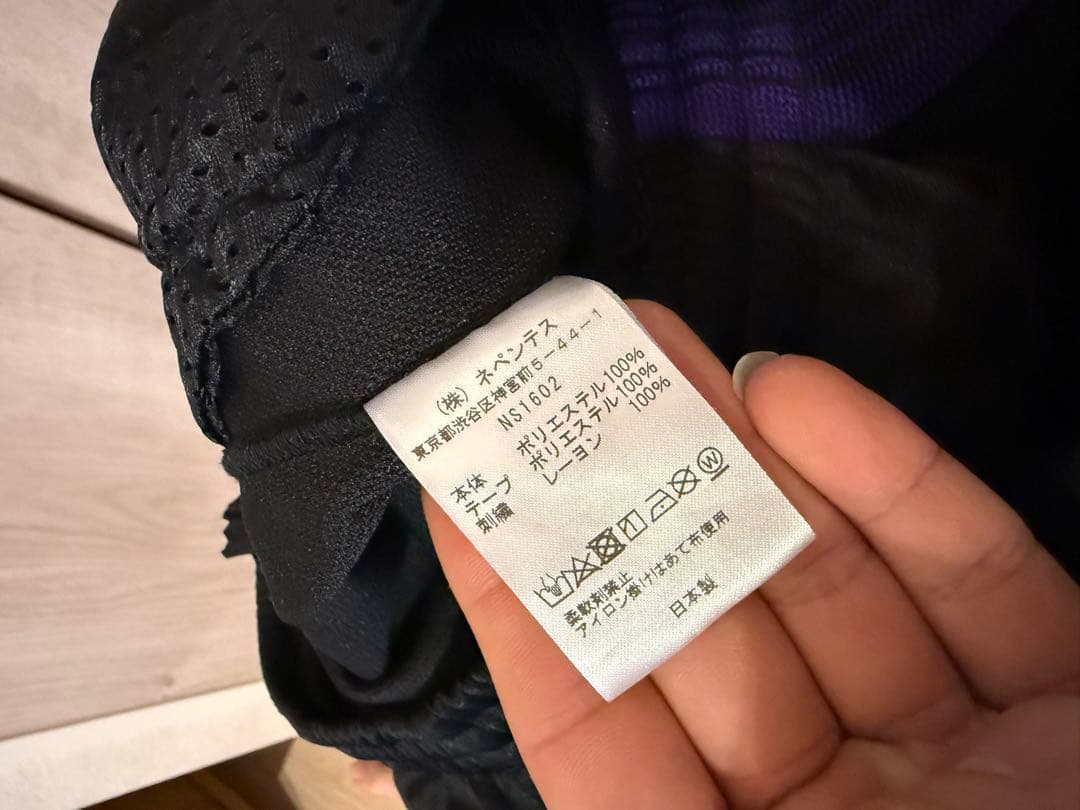 (株) ネペンテス
東京都渋谷区神宮前5-44-1
NS1602
本体 ポリエステル100%
テープ ポリエステル100%
刺繍 レーヨン 100%
W
柔軟剤禁止
アイロン掛けはあて布使用
日本製